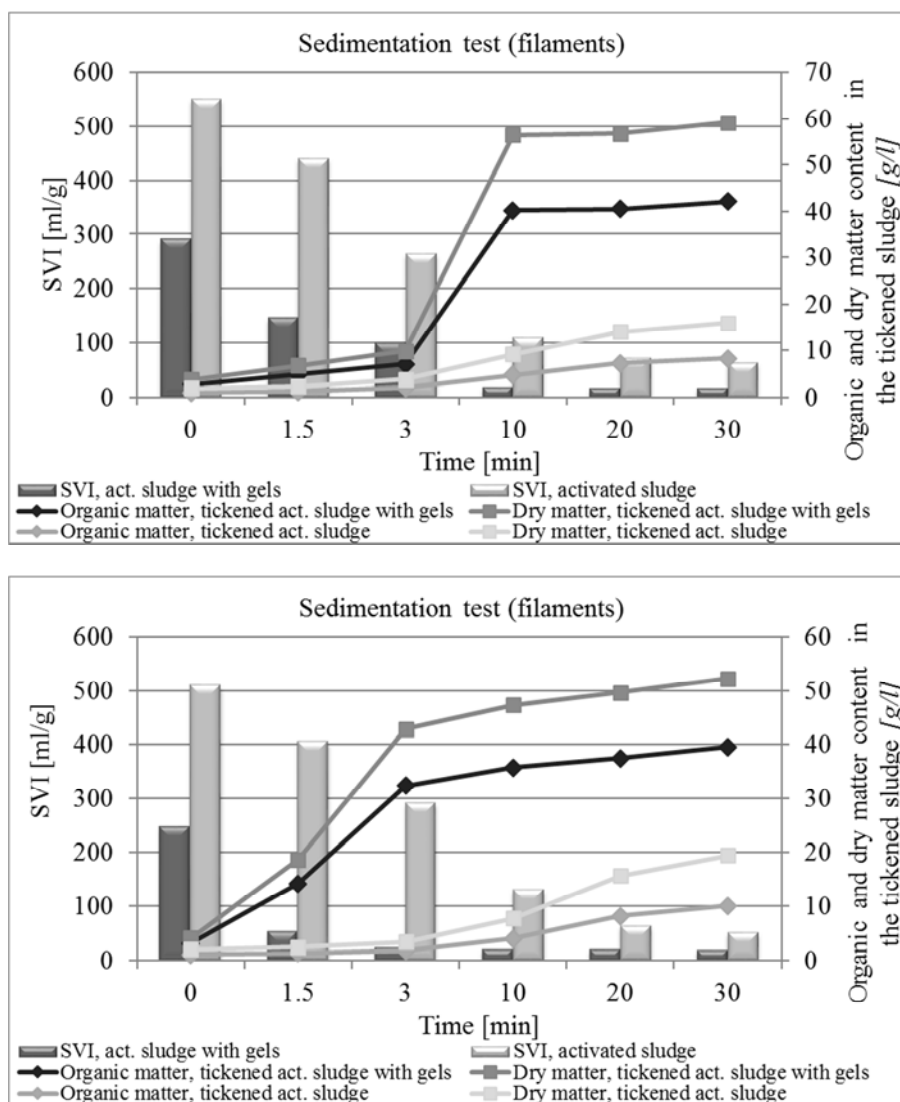 Sedimentation test (filaments)
600
500
400
300
200
100
0
SVI [ml/g]
70
60
50
40
30
20
10
0
Organic and dry matter content in
the tickened sludge [g/l]
0 1.5 3 10 20 30
Time [min]
SVI, act. sludge with gels SVI, activated sludge
Organic matter, tickened act. sludge with gels Dry matter, tickened act. sludge with gels
Organic matter, tickened act. sludge Dry matter, tickened act. sludge
Sedimentation test (filaments)
600
500
400
300
200
100
0
SVI [ml/g]
60
50
40
30
20
10
0
Organic and dry matter content in
the tickened sludge [g/l]
0 1.5 3 10 20 30
Time [min]
SVI, act. sludge with gels SVI, activated sludge
Organic matter, tickened act. sludge with gels Dry matter, tickened act. sludge with gels
Organic matter, tickened act. sludge Dry matter, tickened act. sludge